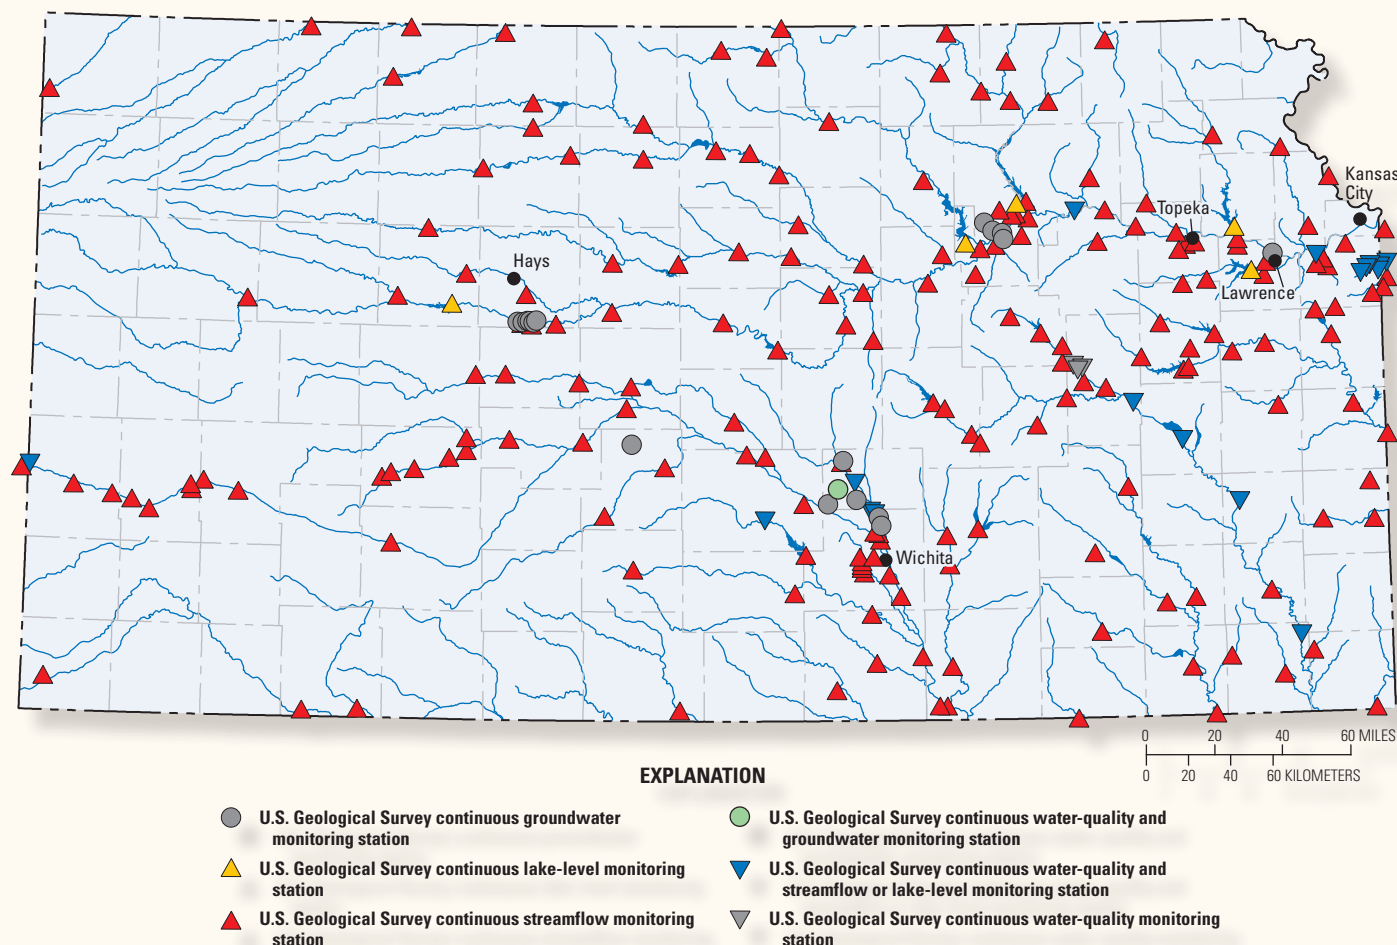 Kansas
City
Topeka
Hays
Lawrence
Wichita
0 20 40 60 MILES
0 20 40 60 KILOMETERS
EXPLANATION
U.S. Geological Survey continuous groundwater
monitoring station
U.S. Geological Survey continuous lake-level monitoring
station
U.S. Geological Survey continuous streamflow monitoring
station
U.S. Geological Survey continuous water-quality and
groundwater monitoring station
U.S. Geological Survey continuous water-quality and
streamflow or lake-level monitoring station
U.S. Geological Survey continuous water-quality monitoring
station